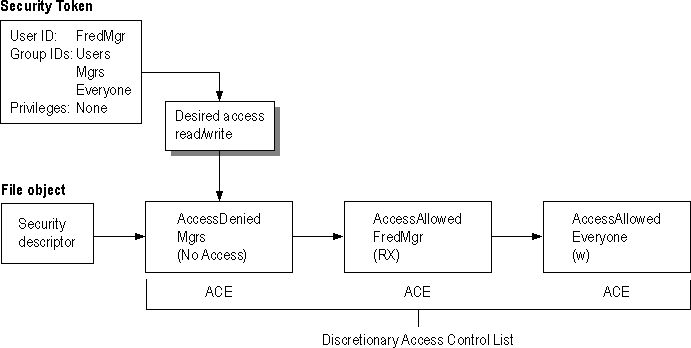 Security Token
User ID: FredMgr
Group IDs: Users
Mgrs
Everyone
Privileges: None
Desired access
read/write
File object
Security
descriptor
AccessDenied
Mgrs
(No Access)
AccessAllowed
FredMgr
(RX)
AccessAllowed
Everyone
(w)
ACE
ACE
ACE
Discretionary Access Control List